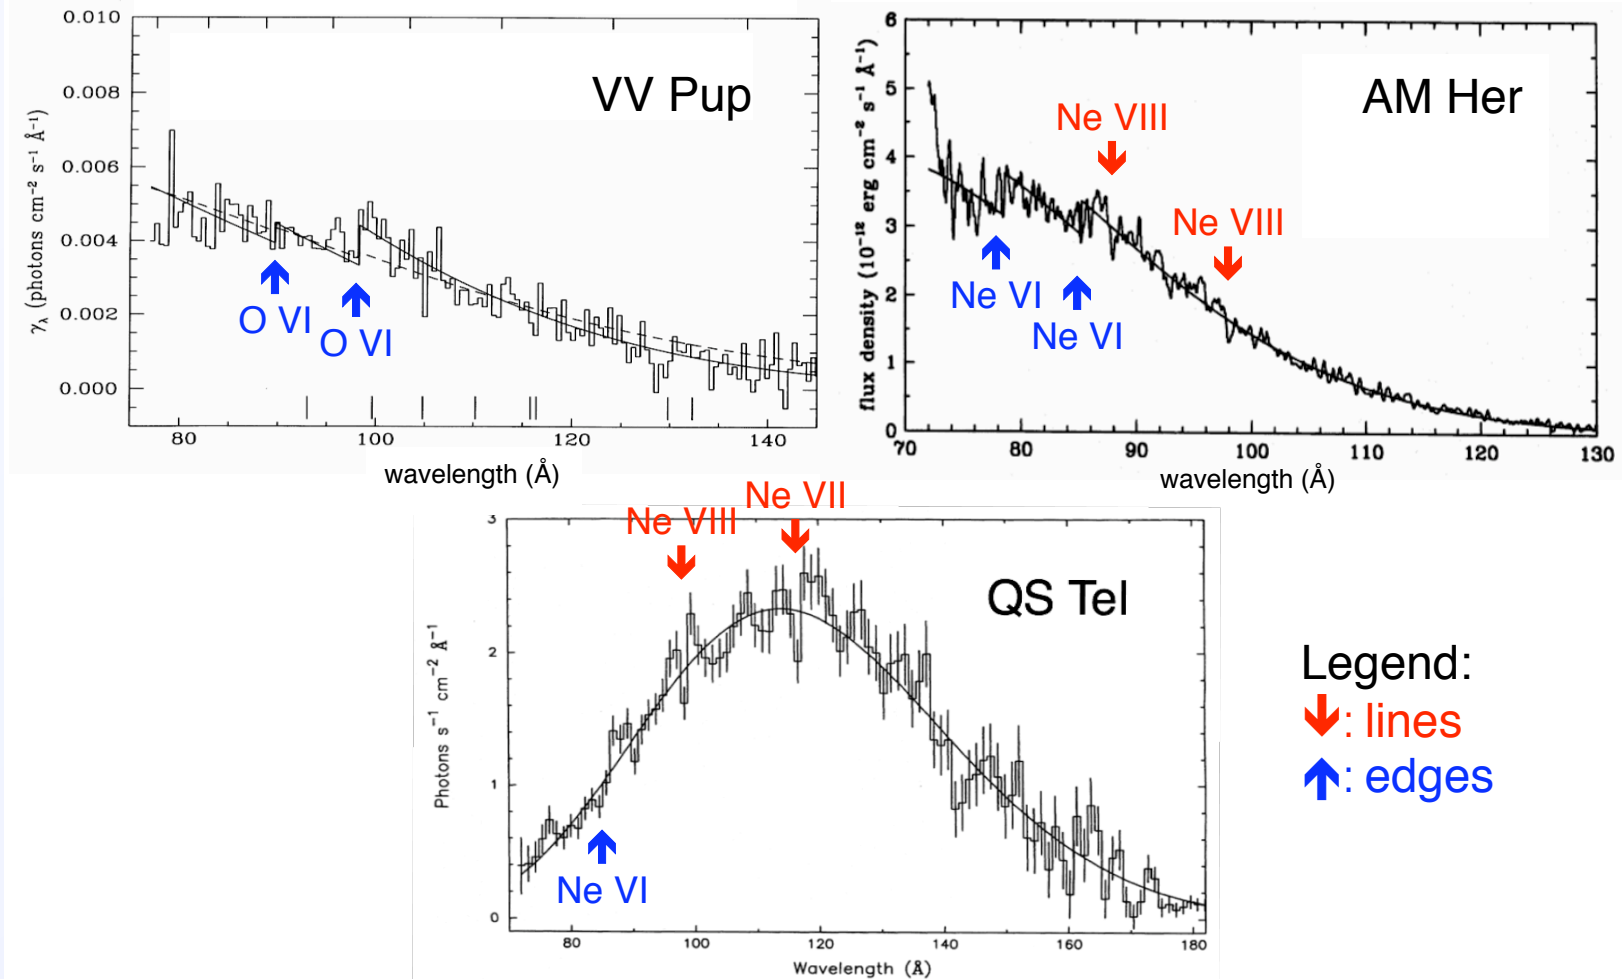 VV Pup
0.010
0.008
0.006
0.004
0.002
0.000
γλ (photons cm⁻² s⁻¹ Å⁻¹)
O VI
O VI
80
100
120
140
wavelength (Å)
AM Her
6
5
4
3
2
1
0
flux density (10⁻¹² erg cm⁻² s⁻¹ Å⁻¹)
Ne VIII
Ne VIII
Ne VI
Ne VI
70
80
90
100
110
120
130
wavelength (Å)
Ne VII
Ne VIII
QS Tel
3
2
1
0
Photons s⁻¹ cm⁻² Å⁻¹
Ne VI
80
100
120
140
160
180
Wavelength (Å)
Legend:
: lines
: edges